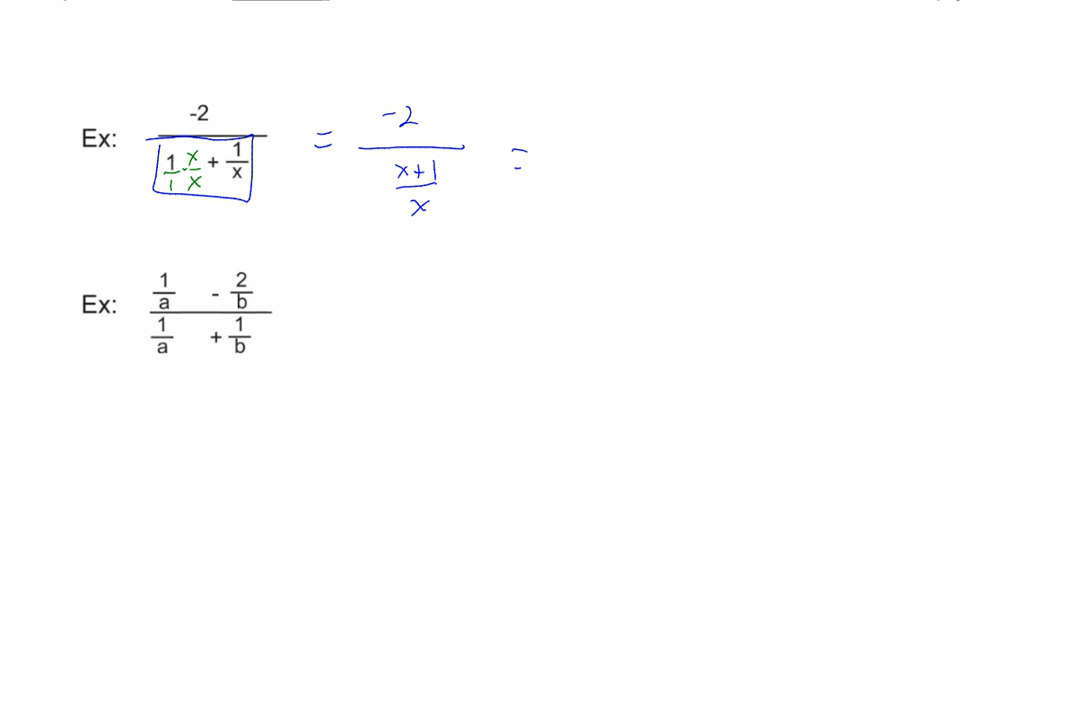 Ex: -2 / (1/1 · x/x + 1/x) = -2 / ((x+1)/x) =
Ex: (1/a - 2/b) / (1/a + 1/b)